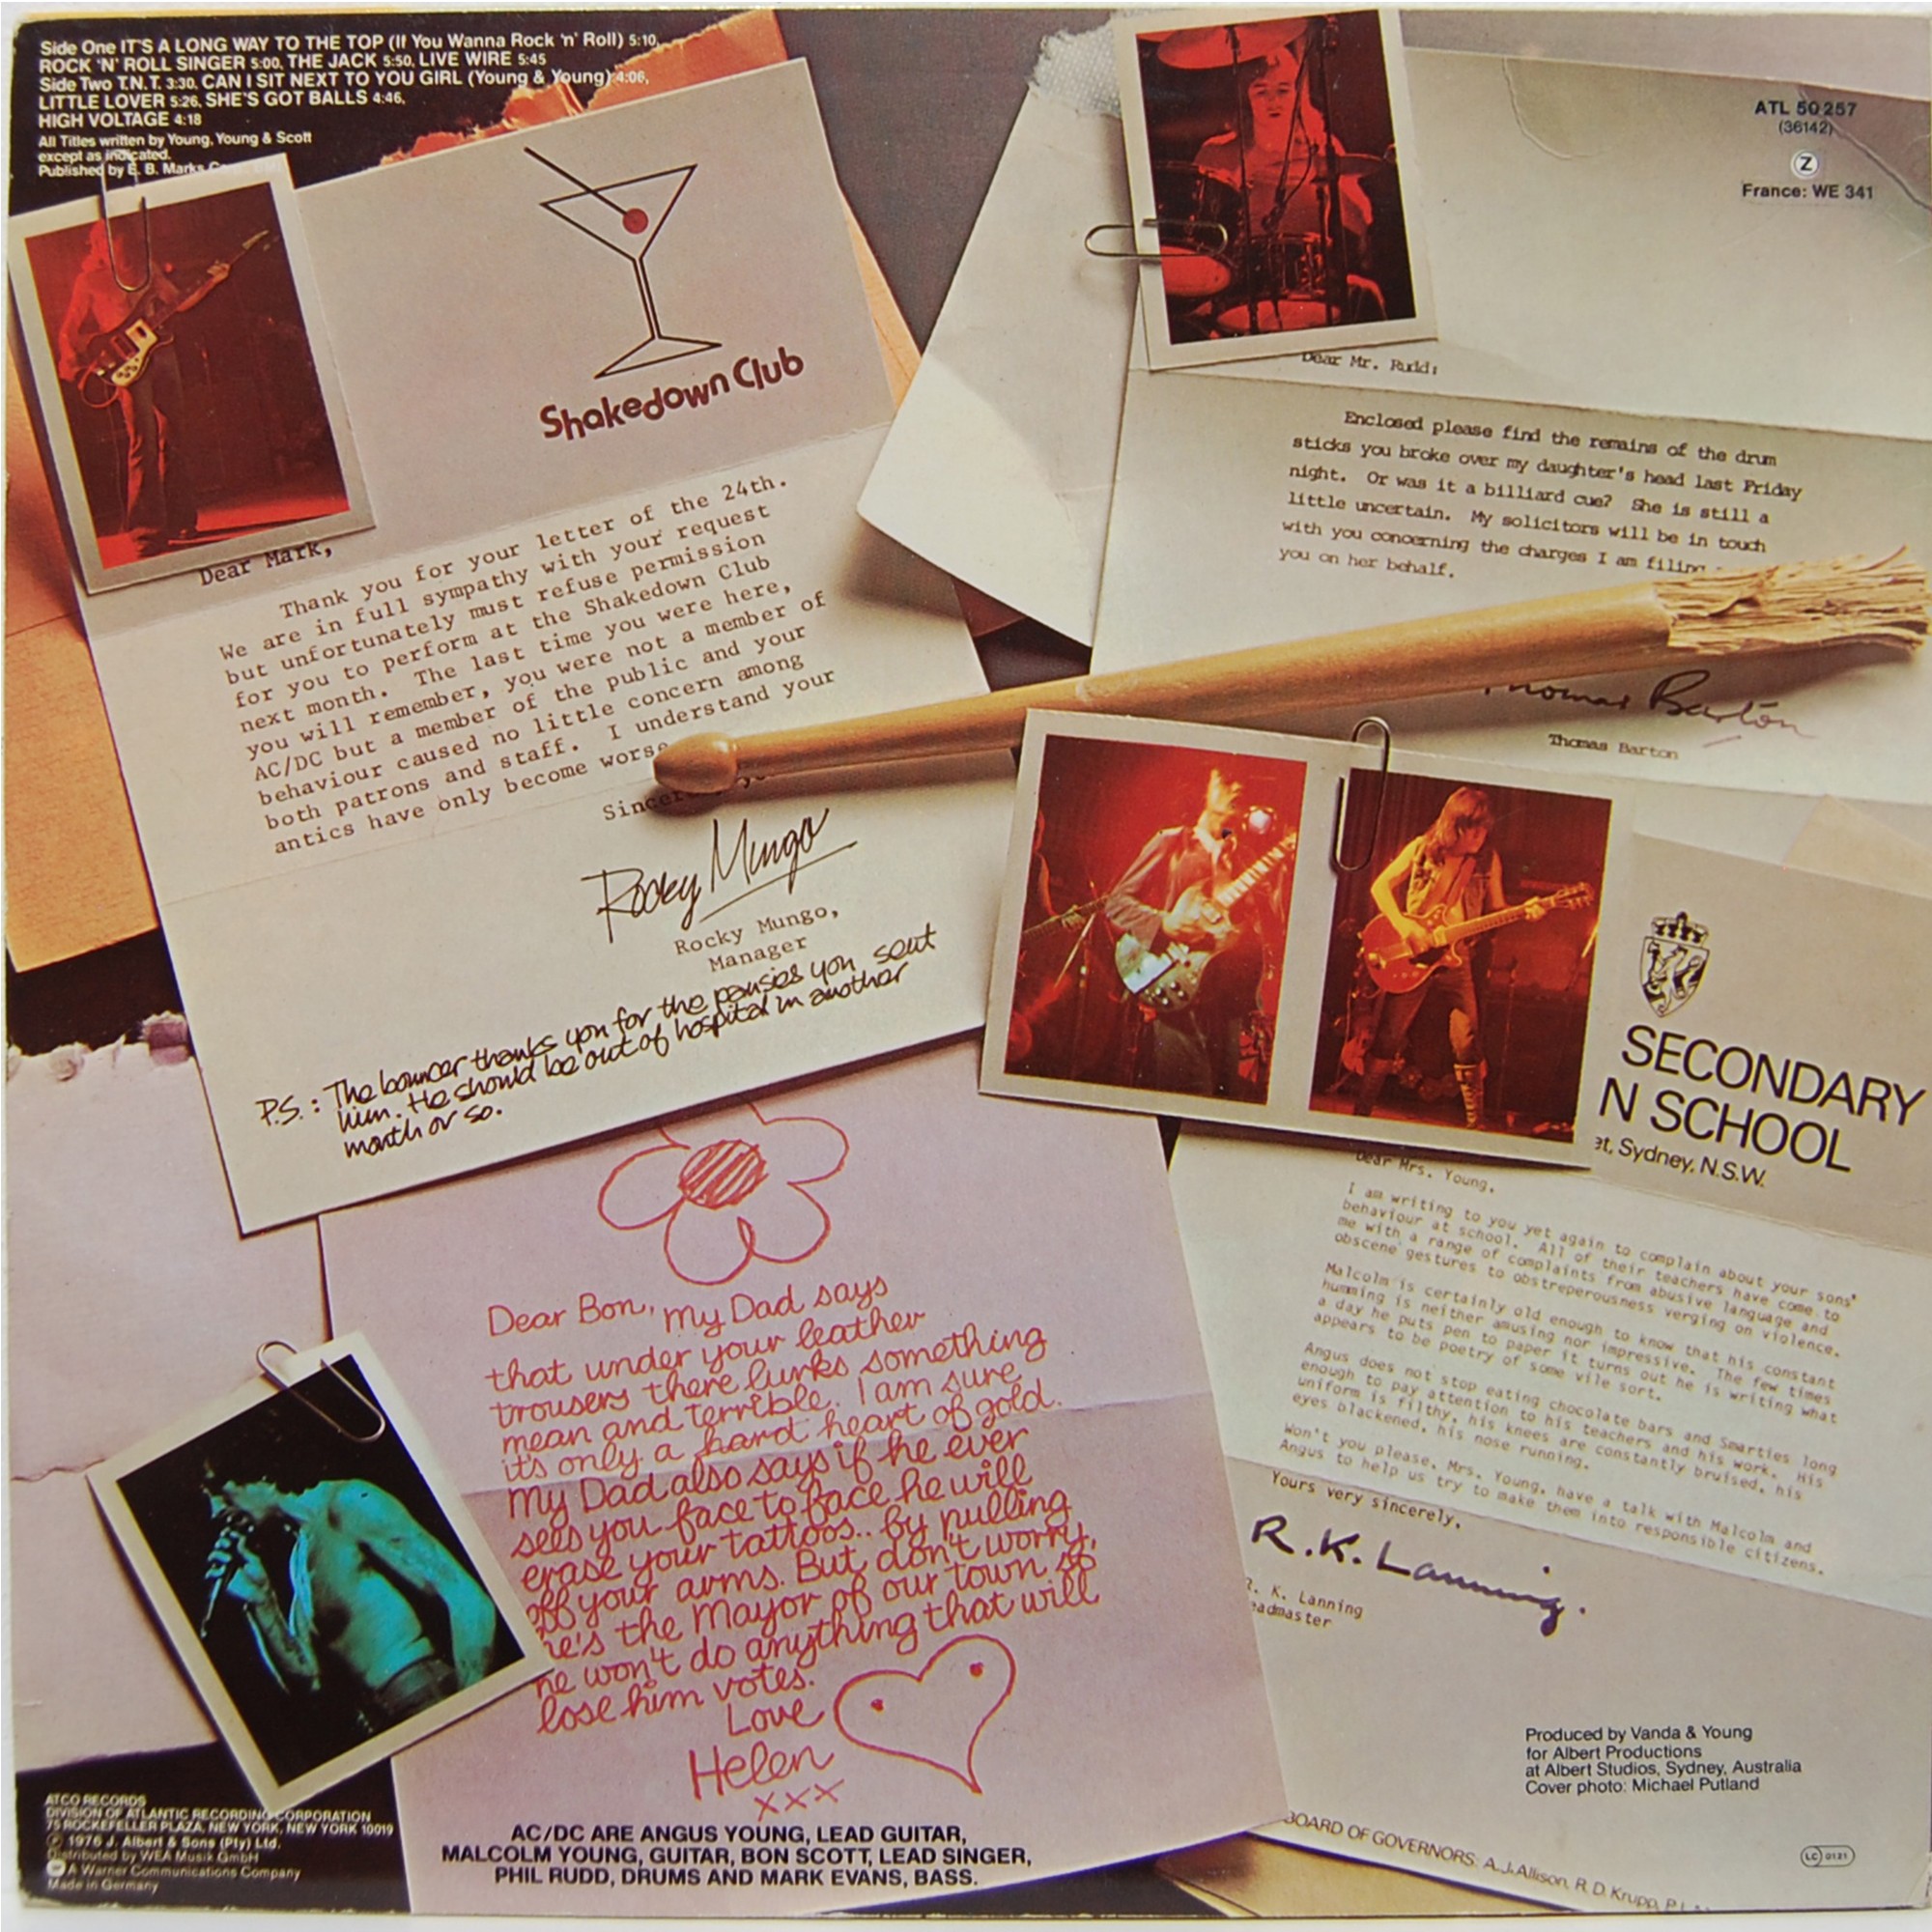 Side One IT'S A LONG WAY TO THE TOP (If You Wanna Rock 'n' Roll) 5:10,
ROCK 'N' ROLL SINGER 5:00, THE JACK 5:50, LIVE WIRE 5:45
Side Two T.N.T. 3:30, CAN I SIT NEXT TO YOU GIRL (Young & Young) 4:06,
LITTLE LOVER 5:26, SHE'S GOT BALLS 4:46,
HIGH VOLTAGE 4:18
All Titles written by Young, Young & Scott
except as indicated.
Published by E. B. Marks
Shakedown Club
Dear Mark,
Thank you for your letter of the 24th.
We are in full sympathy with your request
but unfortunately must refuse permission
for you to perform at the Shakedown Club
next month. The last time you were here,
you will remember, you were not a member of
AC/DC but a member of the public and your
behaviour caused no little concern among
both patrons and staff. I understand your
antics have only become worse
Rocky Mungo
Rocky Mungo,
Manager
P.S.: The bouncer thanks you for the pansies you sent
him. He should be out of hospital in another
month or so.
ATL 50 257
(36142)
Z
France: WE 341
Dear Mr. Rudd:
Enclosed please find the remains of the drum
sticks you broke over my daughter's head last Friday
night. Or was it a billiard cue? She is still a
little uncertain. My solicitors will be in touch
with you concerning the charges I am filing
you on her behalf.
Thomas Barton
Thomas Barton
SECONDARY
N SCHOOL
et, Sydney, N.S.W.
Dear Mrs. Young,
I am writing to you yet again to complain about your sons'
behaviour at school. All of their teachers have come to
me with a range of complaints from abusive language and
obscene gestures to obstreperousness verging on violence.
Malcolm is certainly old enough to know that his constant
humming is neither amusing nor impressive. The few times
a day he puts pen to paper it turns out he is writing what
appears to be poetry of some vile sort.
Angus does not stop eating chocolate bars and Smarties long
enough to pay attention to his teachers and his work. His
uniform is filthy, his knees are constantly bruised, his
eyes blackened, his nose running.
Won't you please, Mrs. Young, have a talk with Malcolm and
Angus to help us try to make them into responsible citizens.
Yours very sincerely,
R.K. Lanning.
R. K. Lanning
eadmaster
Dear Bon, my Dad says
that under your leather
trousers there lurks something
mean and terrible. I am sure
it's only a hard heart of gold.
My Dad also says if he ever
sees you face to face he will
erase your tattoos.. by pulling
off your arms. But don't worry,
he's the Mayor of our town so
he won't do anything that will
lose him votes.
Love
Helen
xxx
AC/DC ARE ANGUS YOUNG, LEAD GUITAR,
MALCOLM YOUNG, GUITAR, BON SCOTT, LEAD SINGER,
PHIL RUDD, DRUMS AND MARK EVANS, BASS.
Produced by Vanda & Young
for Albert Productions
at Albert Studios, Sydney, Australia
Cover photo: Michael Putland
BOARD OF GOVERNORS: A.J. Allison, R. D. Krupp,
LC 0121
ATCO RECORDS
DIVISION OF ATLANTIC RECORDING CORPORATION
75 ROCKEFELLER PLAZA, NEW YORK, NEW YORK 10019
℗ 1976 J. Albert & Sons (Pty) Ltd.
Distributed by WEA Musik GmbH
A Warner Communications Company
Made in Germany